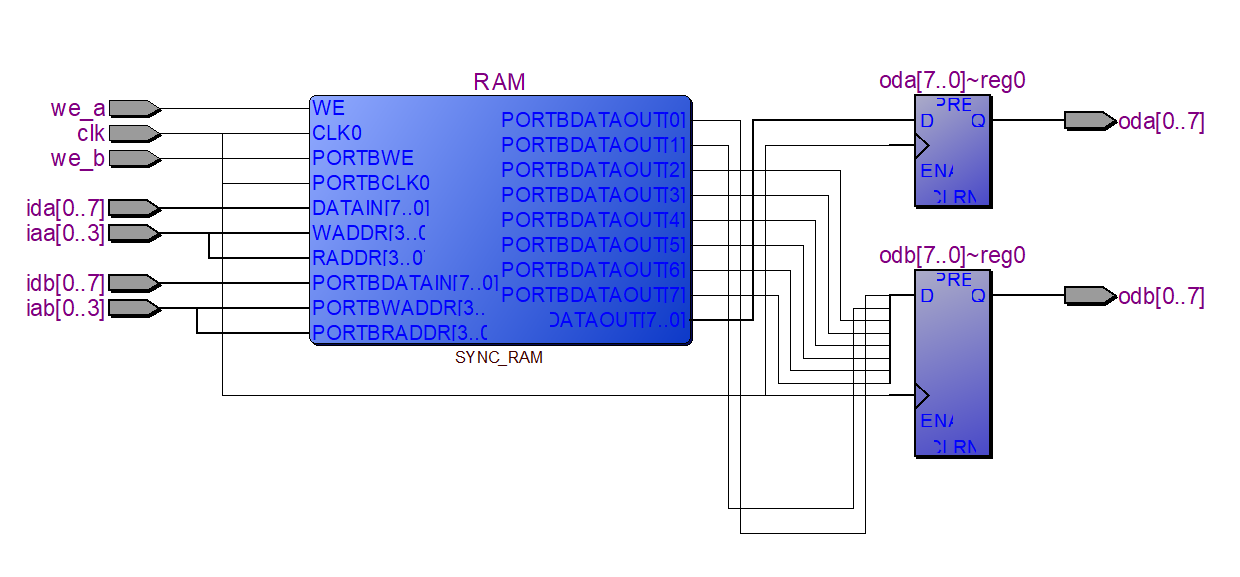 RAM
we_a
clk
we_b
ida[0..7]
iaa[0..3]
idb[0..7]
iab[0..3]
WE
CLK0
PORTBWE
PORTBCLK0
DATAIN[7..0]
WADDR[3..0
RADDR[3..0
PORTBDATAIN[7..0]
PORTBWADDR[3..
PORTBRADDR[3..0
PORTBDATAOUT[0]
PORTBDATAOUT[1]
PORTBDATAOUT[2]
PORTBDATAOUT[3]
PORTBDATAOUT[4]
PORTBDATAOUT[5]
PORTBDATAOUT[6]
PORTBDATAOUT[7]
DATAOUT[7..0]
SYNC_RAM
oda[7..0]~reg0
PRE
D Q
ENA
CLRN
oda[0..7]
odb[7..0]~reg0
PRE
D Q
ENA
CLRN
odb[0..7]